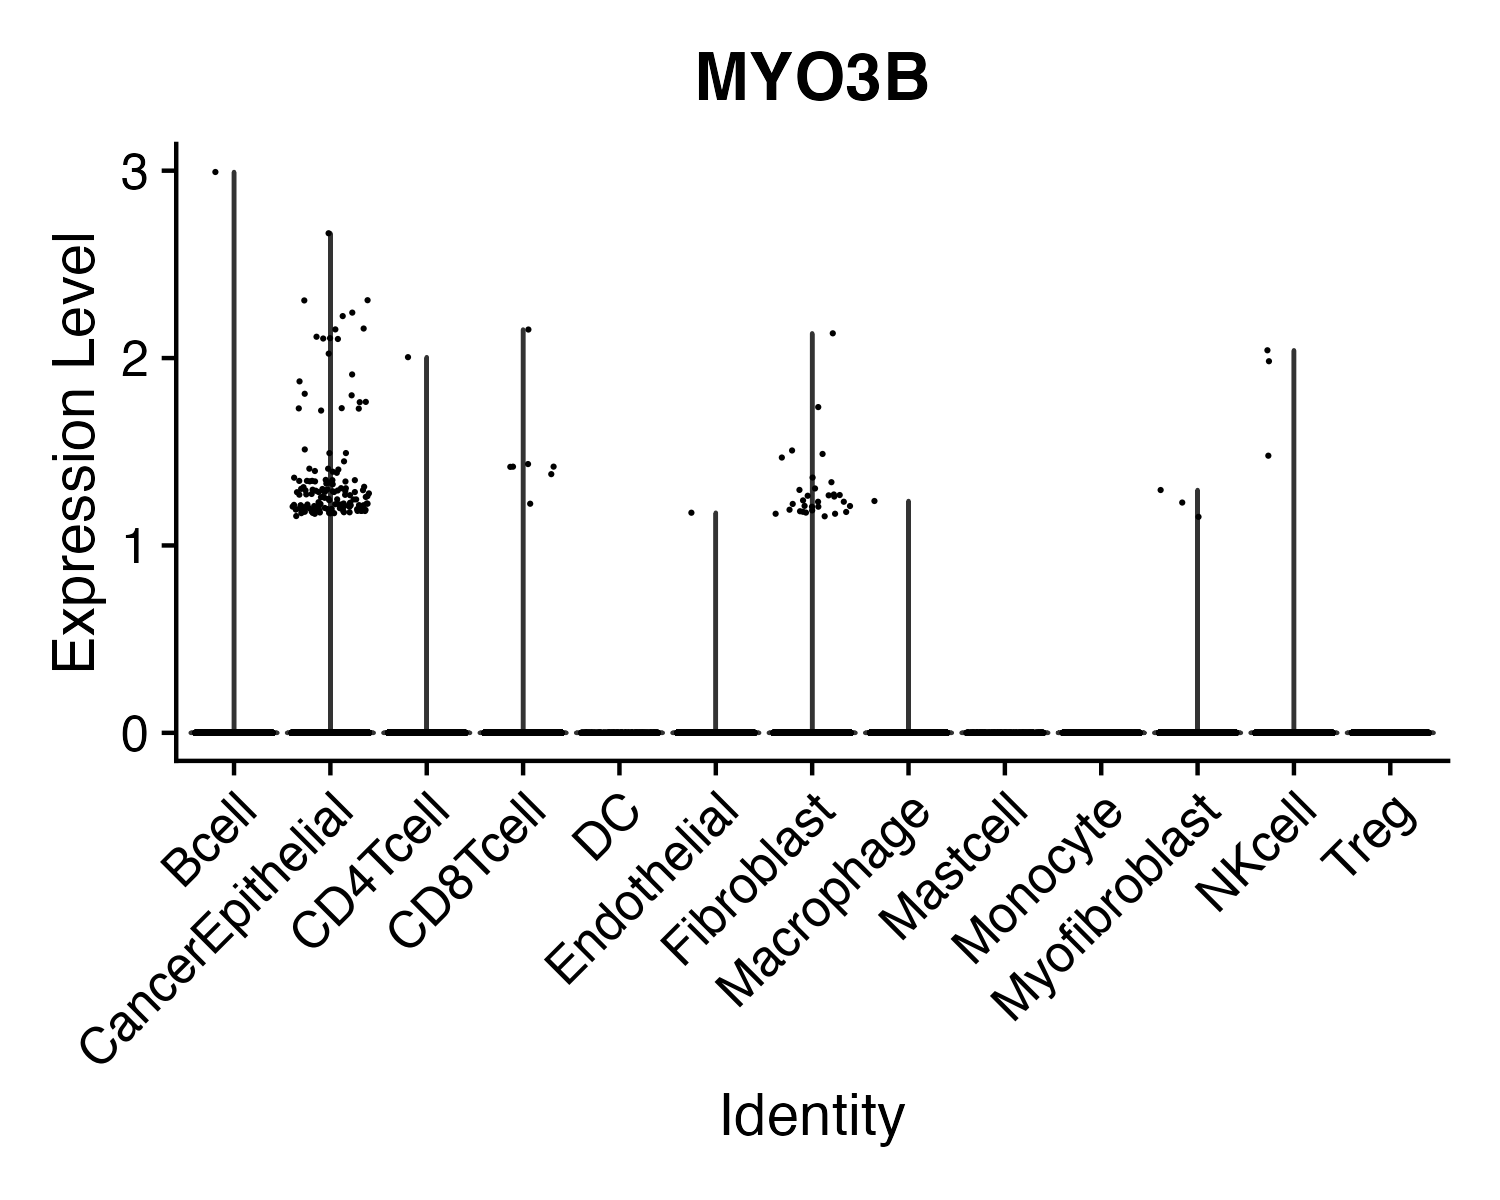 MYO3B
Expression Level
3
2
1
0
Bcell
CancerEpithelial
CD4Tcell
CD8Tcell
DC
Endothelial
Fibroblast
Macrophage
Mastcell
Monocyte
Myofibroblast
NKcell
Treg
Identity